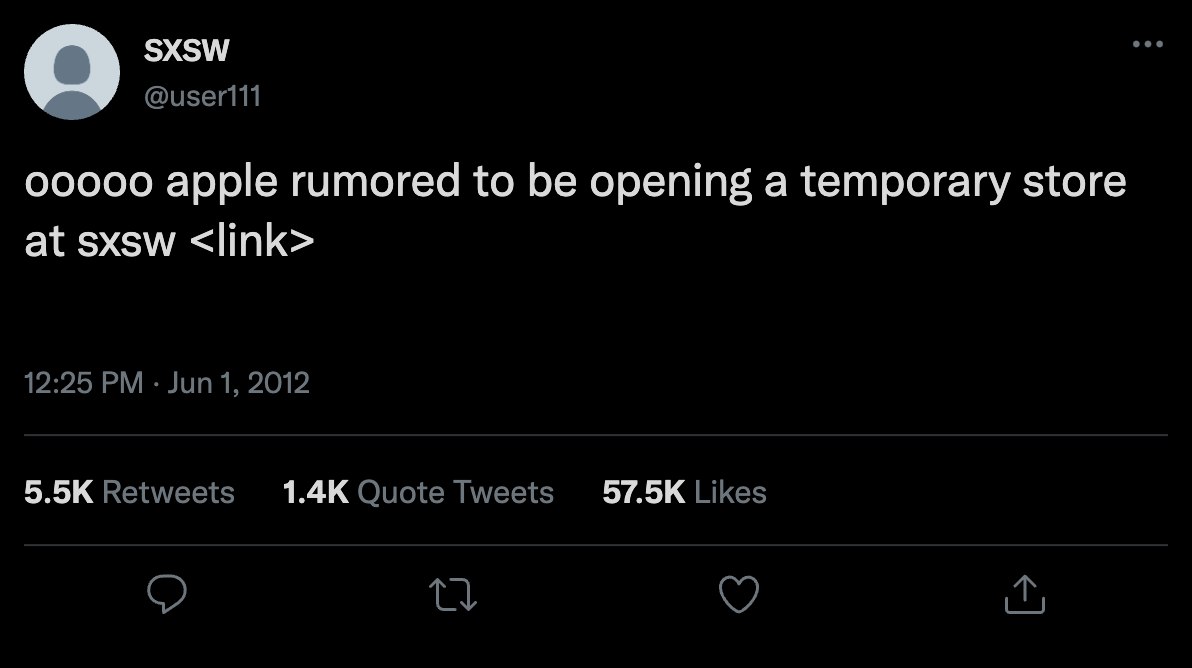 sxsw
@user111
ooooo apple rumored to be opening a temporary store
at sxsw <link>
12:25 PM · Jun 1, 2012
5.5K Retweets 1.4K Quote Tweets 57.5K Likes